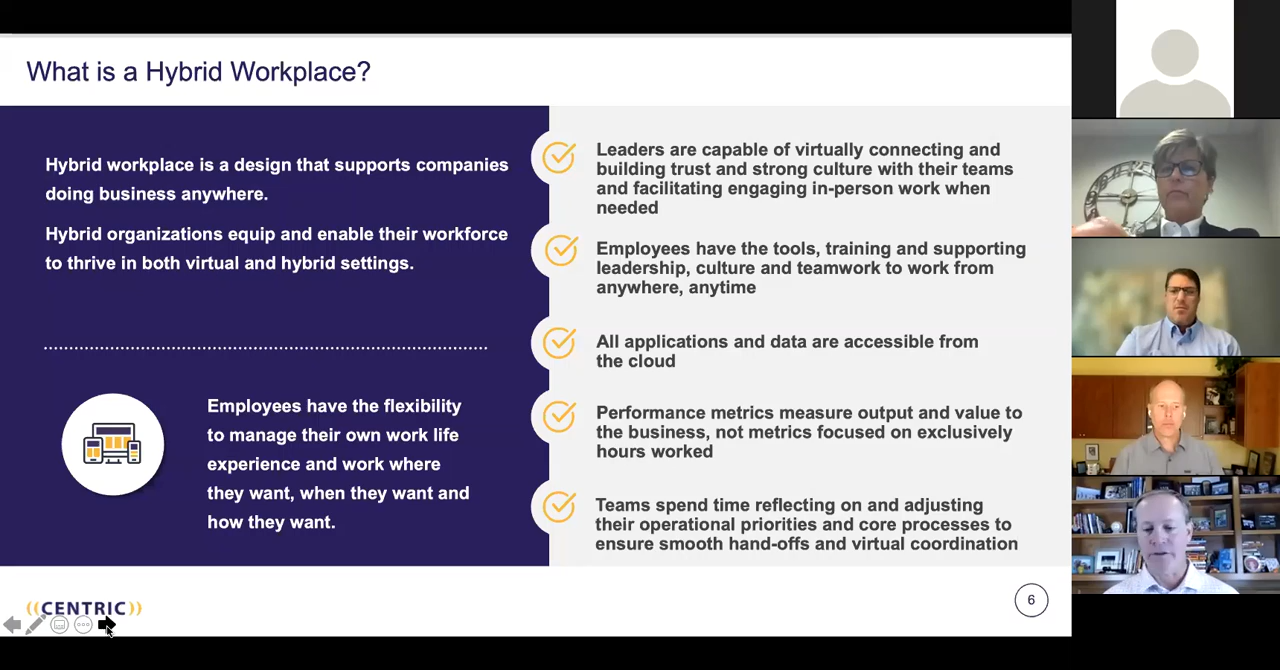 What is a Hybrid Workplace?
Hybrid workplace is a design that supports companies
doing business anywhere.
Hybrid organizations equip and enable their workforce
to thrive in both virtual and hybrid settings.
Employees have the flexibility
to manage their own work life
experience and work where
they want, when they want and
how they want.
Leaders are capable of virtually connecting and
building trust and strong culture with their teams
and facilitating engaging in-person work when
needed
Employees have the tools, training and supporting
leadership, culture and teamwork to work from
anywhere, anytime
All applications and data are accessible from
the cloud
Performance metrics measure output and value to
the business, not metrics focused on exclusively
hours worked
Teams spend time reflecting on and adjusting
their operational priorities and core processes to
ensure smooth hand-offs and virtual coordination
((CENTRIC))
6